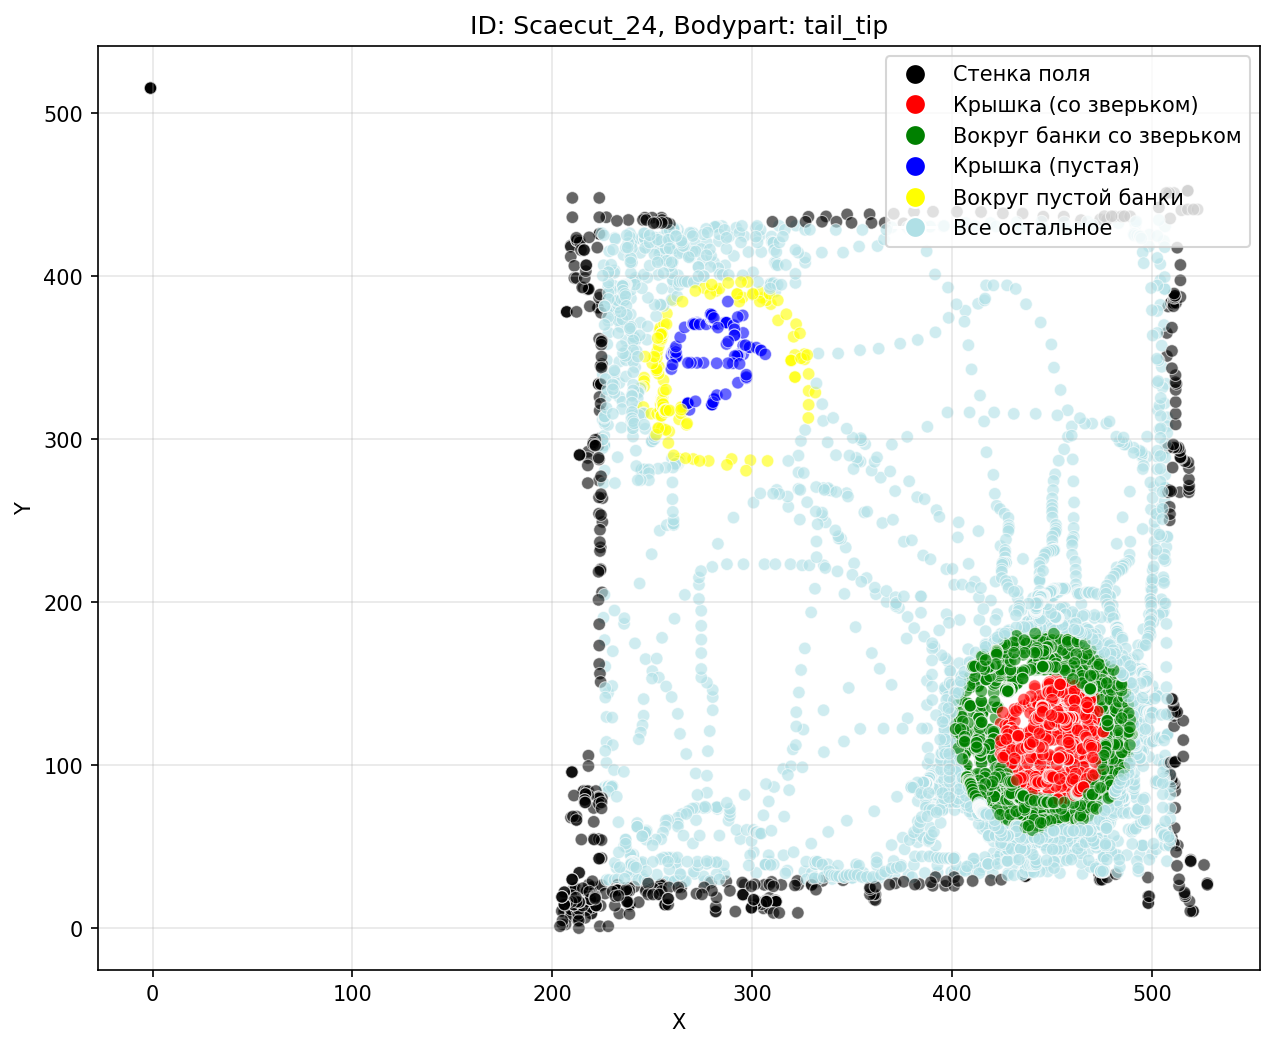 ID: Scaecut_24, Bodypart: tail_tip
Стенка поля
Крышка (со зверьком)
Вокруг банки со зверьком
Крышка (пустая)
Вокруг пустой банки
Все остальное
500
400
300
200
100
0
Y
0 100 200 300 400 500
X